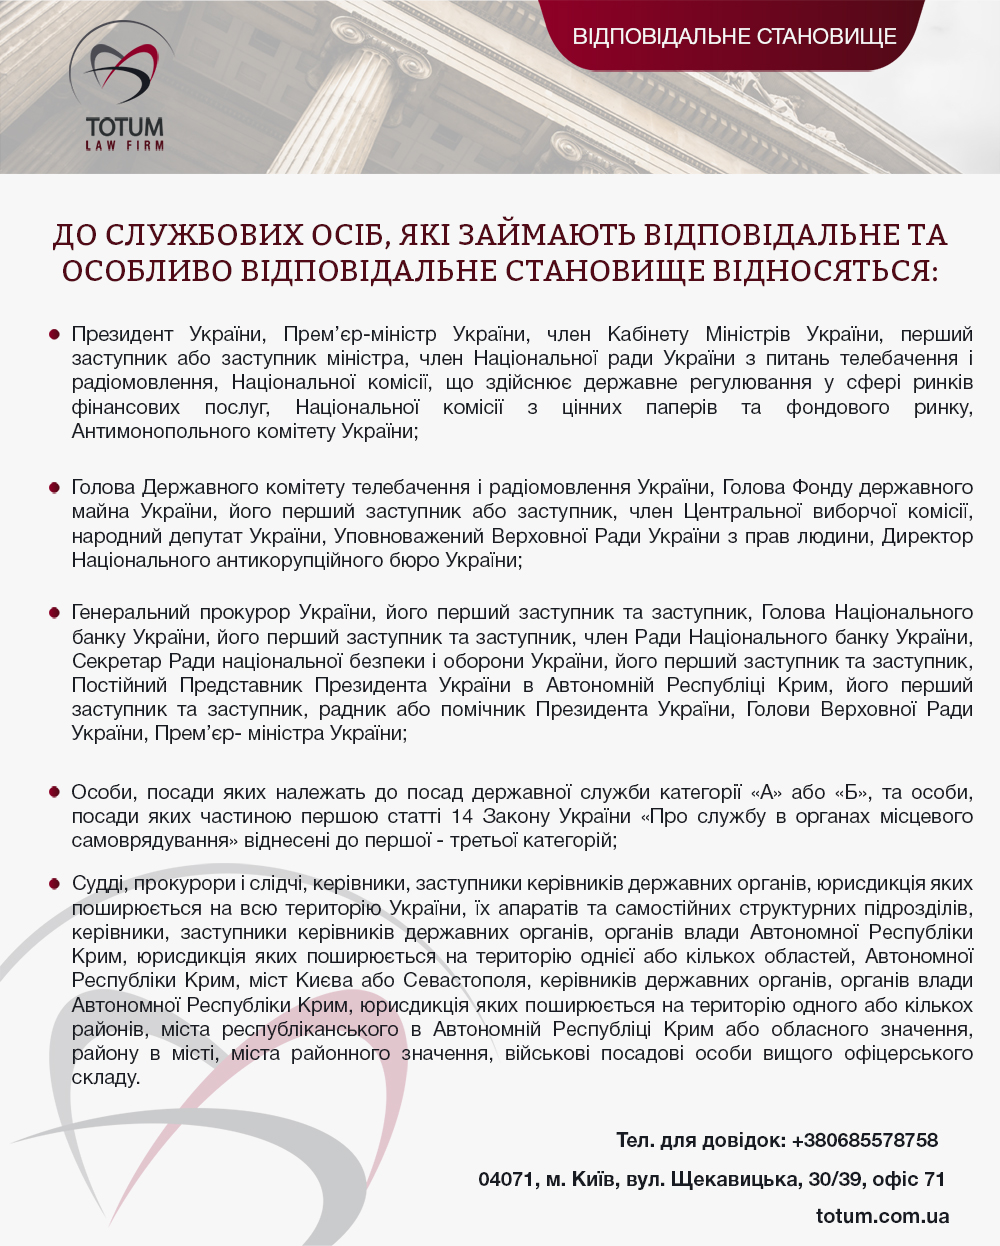 ВІДПОВІДАЛЬНЕ СТАНОВИЩЕ
TOTUM
LAW FIRM
ДО СЛУЖБОВИХ ОСІБ, ЯКІ ЗАЙМАЮТЬ ВІДПОВІДАЛЬНЕ ТА
ОСОБЛИВО ВІДПОВІДАЛЬНЕ СТАНОВИЩЕ ВІДНОСЯТЬСЯ:
Президент України, Прем’єр-міністр України, член Кабінету Міністрів України, перший
заступник або заступник міністра, член Національної ради України з питань телебачення і
радіомовлення, Національної комісії, що здійснює державне регулювання у сфері ринків
фінансових послуг, Національної комісії з цінних паперів та фондового ринку,
Антимонопольного комітету України;
Голова Державного комітету телебачення і радіомовлення України, Голова Фонду державного
майна України, його перший заступник або заступник, член Центральної виборчої комісії,
народний депутат України, Уповноважений Верховної Ради України з прав людини, Директор
Національного антикорупційного бюро України;
Генеральний прокурор України, його перший заступник та заступник, Голова Національного
банку України, його перший заступник та заступник, член Ради Національного банку України,
Секретар Ради національної безпеки і оборони України, його перший заступник та заступник,
Постійний Представник Президента України в Автономній Республіці Крим, його перший
заступник та заступник, радник або помічник Президента України, Голови Верховної Ради
України, Прем’єр- міністра України;
Особи, посади яких належать до посад державної служби категорії «А» або «Б», та особи,
посади яких частиною першою статті 14 Закону України «Про службу в органах місцевого
самоврядування» віднесені до першої - третьої категорій;
Судді, прокурори і слідчі, керівники, заступники керівників державних органів, юрисдикція яких
поширюється на всю територію України, їх апаратів та самостійних структурних підрозділів,
керівники, заступники керівників державних органів, органів влади Автономної Республіки
Крим, юрисдикція яких поширюється на територію однієї або кількох областей, Автономної
Республіки Крим, міст Києва або Севастополя, керівників державних органів, органів влади
Автономної Республіки Крим, юрисдикція яких поширюється на територію одного або кількох
районів, міста республіканського в Автономній Республіці Крим або обласного значення,
району в місті, міста районного значення, військові посадові особи вищого офіцерського
складу.
Тел. для довідок: +380685578758
04071, м. Київ, вул. Щекавицька, 30/39, офіс 71
totum.com.ua